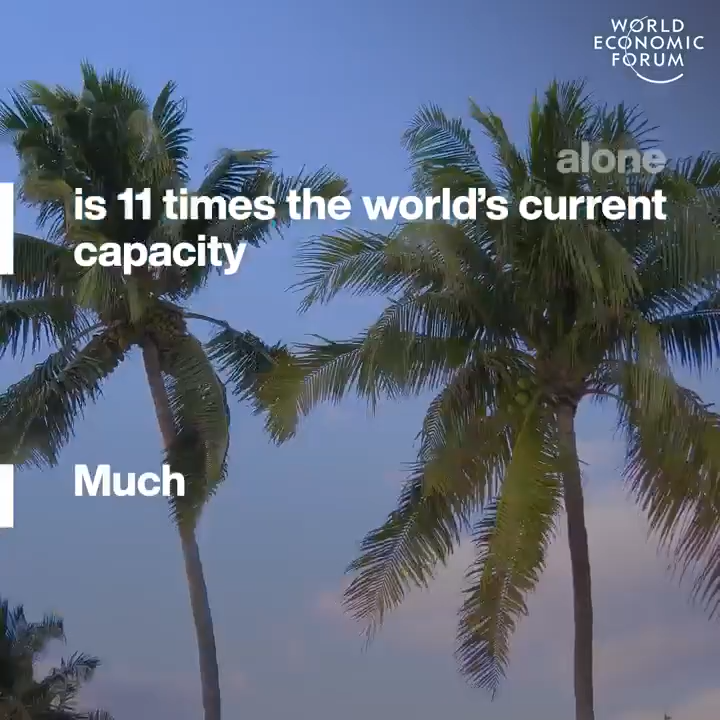 WORLD
ECONOMIC
FORUM
alone
is 11 times the world's current
capacity
Much